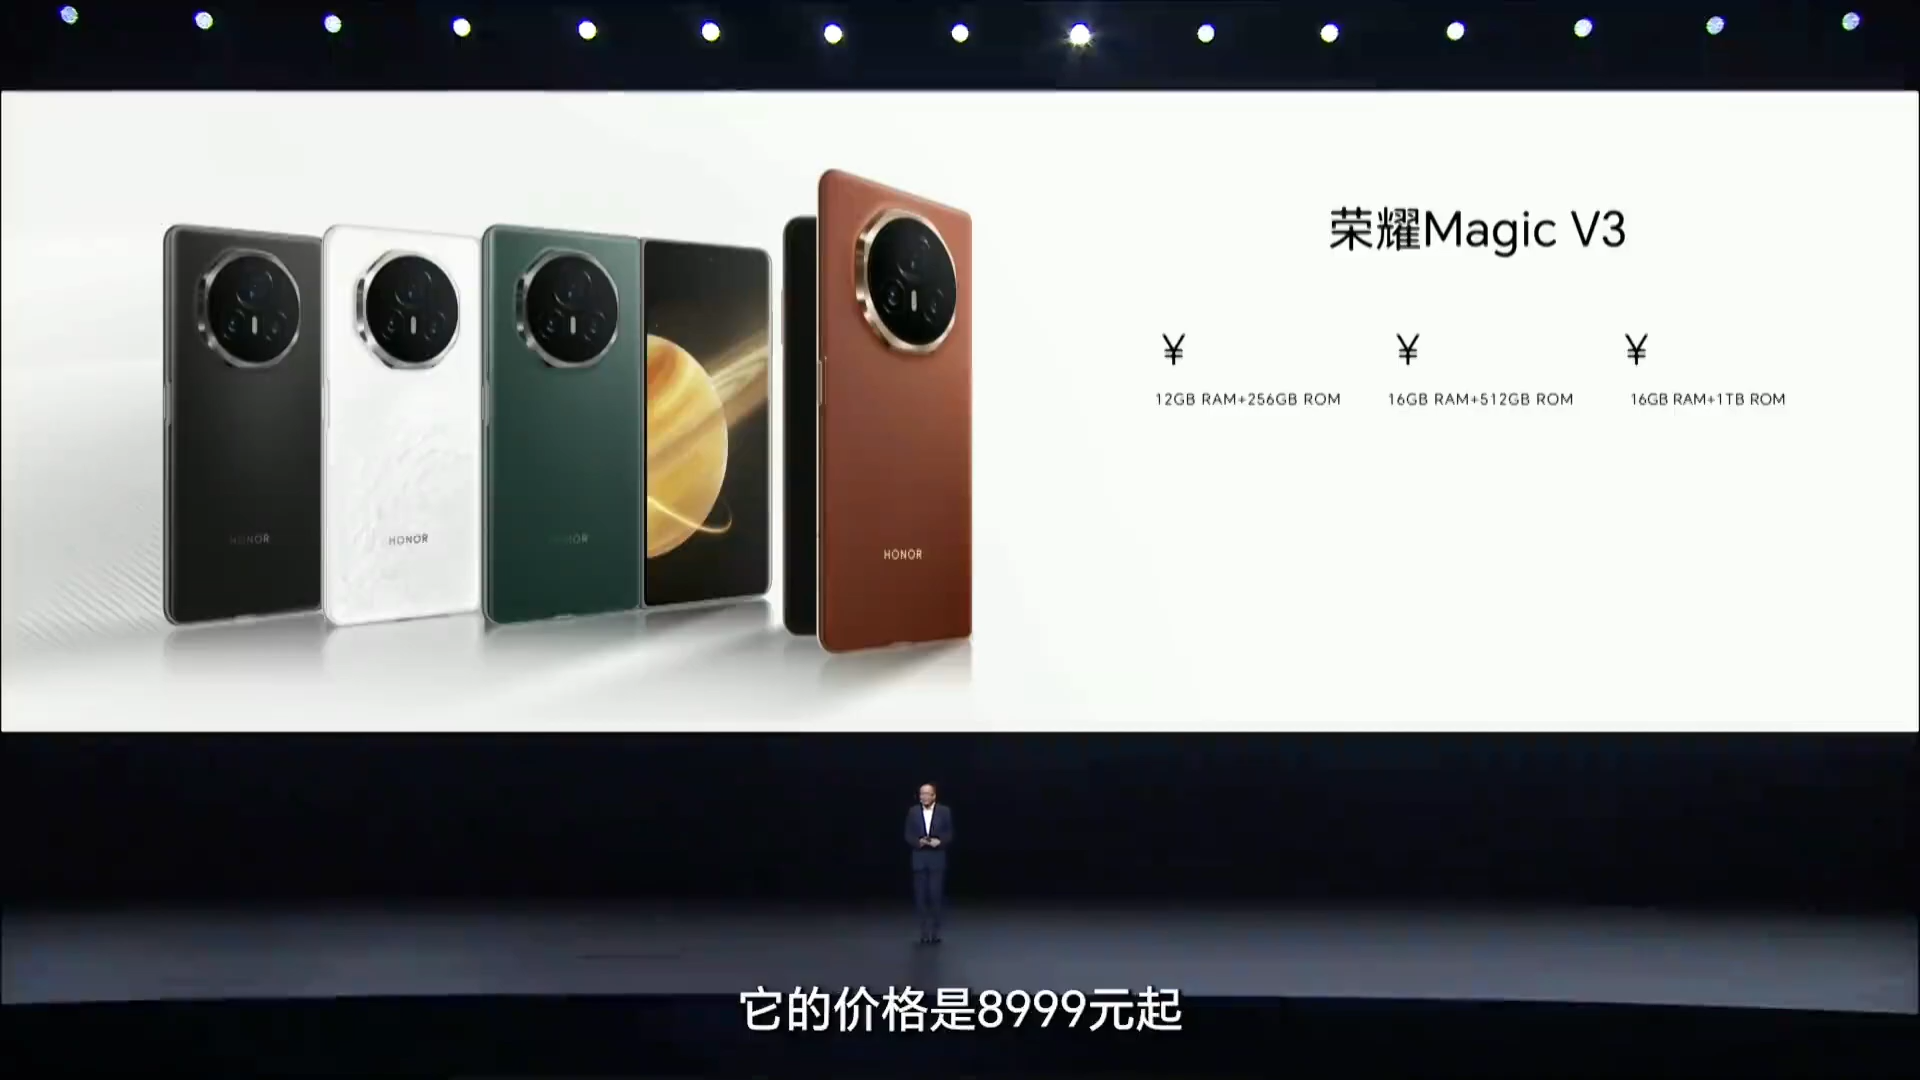 荣耀Magic V3
¥ ¥ ¥
12GB RAM+256GB ROM 16GB RAM+512GB ROM 16GB RAM+1TB ROM
HONOR HONOR HONOR HONOR
它的价格是8999元起